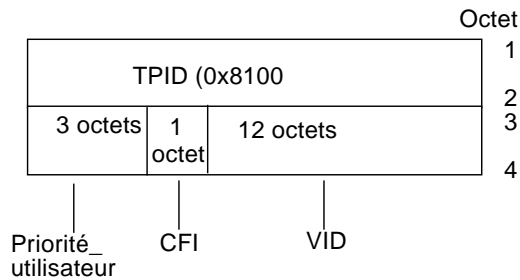 Octet
1
TPID (0x8100
2
3 octets
1
octet
12 octets
3
4
Priorité_
utilisateur
CFI
VID